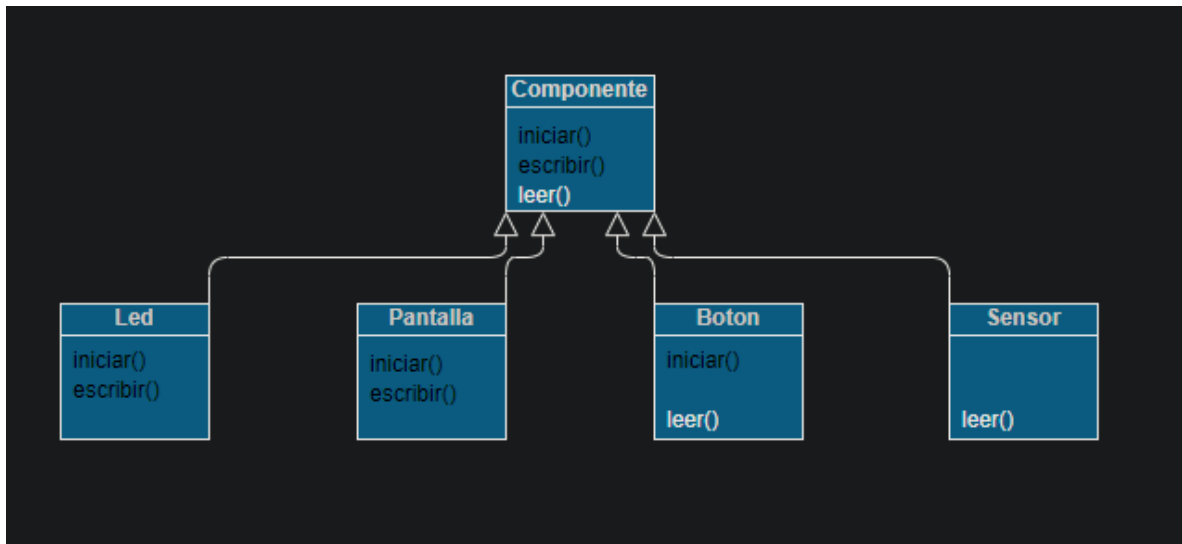 Componente
iniciar()
escribir()
leer()
Led
iniciar()
escribir()
Pantalla
iniciar()
escribir()
Boton
iniciar()
leer()
Sensor
leer()